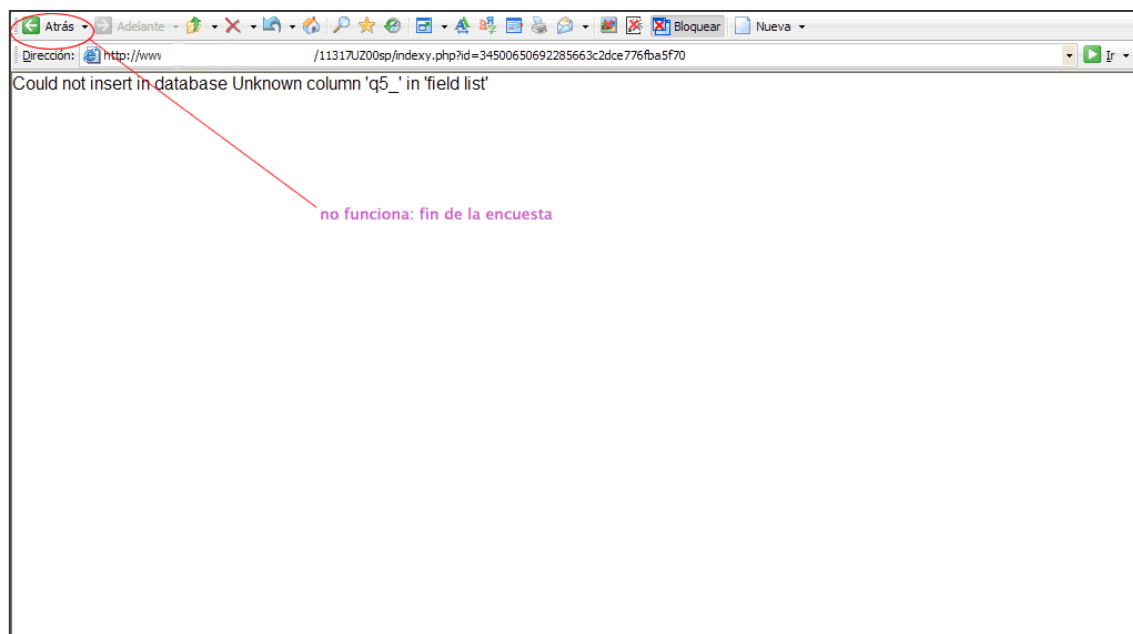 Atrás Adelante Bloquear Nueva
Dirección: http://www /11317UZ00sp/indexy.php?id=34500650692285663c2dce776fba5f70 Ir
Could not insert in database Unknown column 'q5_' in 'field list'
no funciona: fin de la encuesta